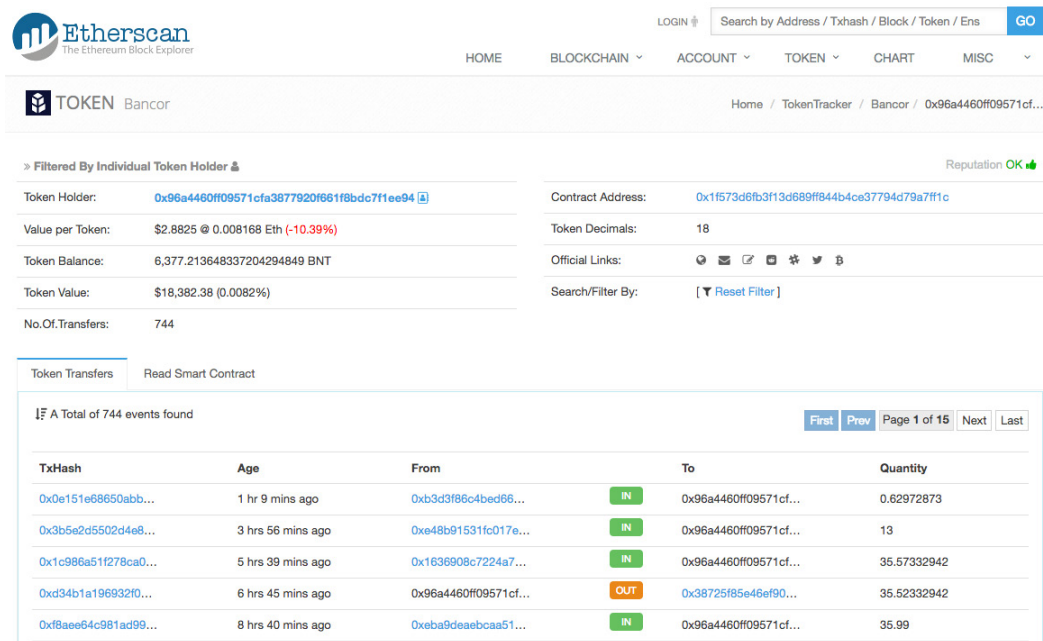 LOGIN Search by Address / Txhash / Block / Token / Ens GO
Etherscan
The Ethereum Block Explorer
HOME BLOCKCHAIN ACCOUNT TOKEN CHART MISC
TOKEN Bancor Home / TokenTracker / Bancor / 0x96a4460ff09571cf...
» Filtered By Individual Token Holder Reputation OK
Token Holder: 0x96a4460ff09571cfa3877920f661f8bdc7f1ee94 Contract Address: 0x1f573d6fb3f13d689ff844b4ce37794d79a7ff1c
Value per Token: $2.8825 @ 0.008168 Eth (-10.39%) Token Decimals: 18
Token Balance: 6,377.213648337204294849 BNT Official Links:
Token Value: $18,382.38 (0.0082%) Search/Filter By: [ Reset Filter ]
No.Of.Transfers: 744
Token Transfers Read Smart Contract
A Total of 744 events found First Prev Page 1 of 15 Next Last
TxHash Age From To Quantity
0x0e151e68650abb... 1 hr 9 mins ago 0xb3d3f86c4bed66... IN 0x96a4460ff09571cf... 0.62972873
0x3b5e2d5502d4e8... 3 hrs 56 mins ago 0xe48b91531fc017e... IN 0x96a4460ff09571cf... 13
0x1c986a51f278ca0... 5 hrs 39 mins ago 0x1636908c7224a7... IN 0x96a4460ff09571cf... 35.57332942
0xd34b1a196932f0... 6 hrs 45 mins ago 0x96a4460ff09571cf... OUT 0x38725f85e46ef90... 35.52332942
0xf8aee64c981ad99... 8 hrs 40 mins ago 0xeba9deaebcaa51... IN 0x96a4460ff09571cf... 35.99